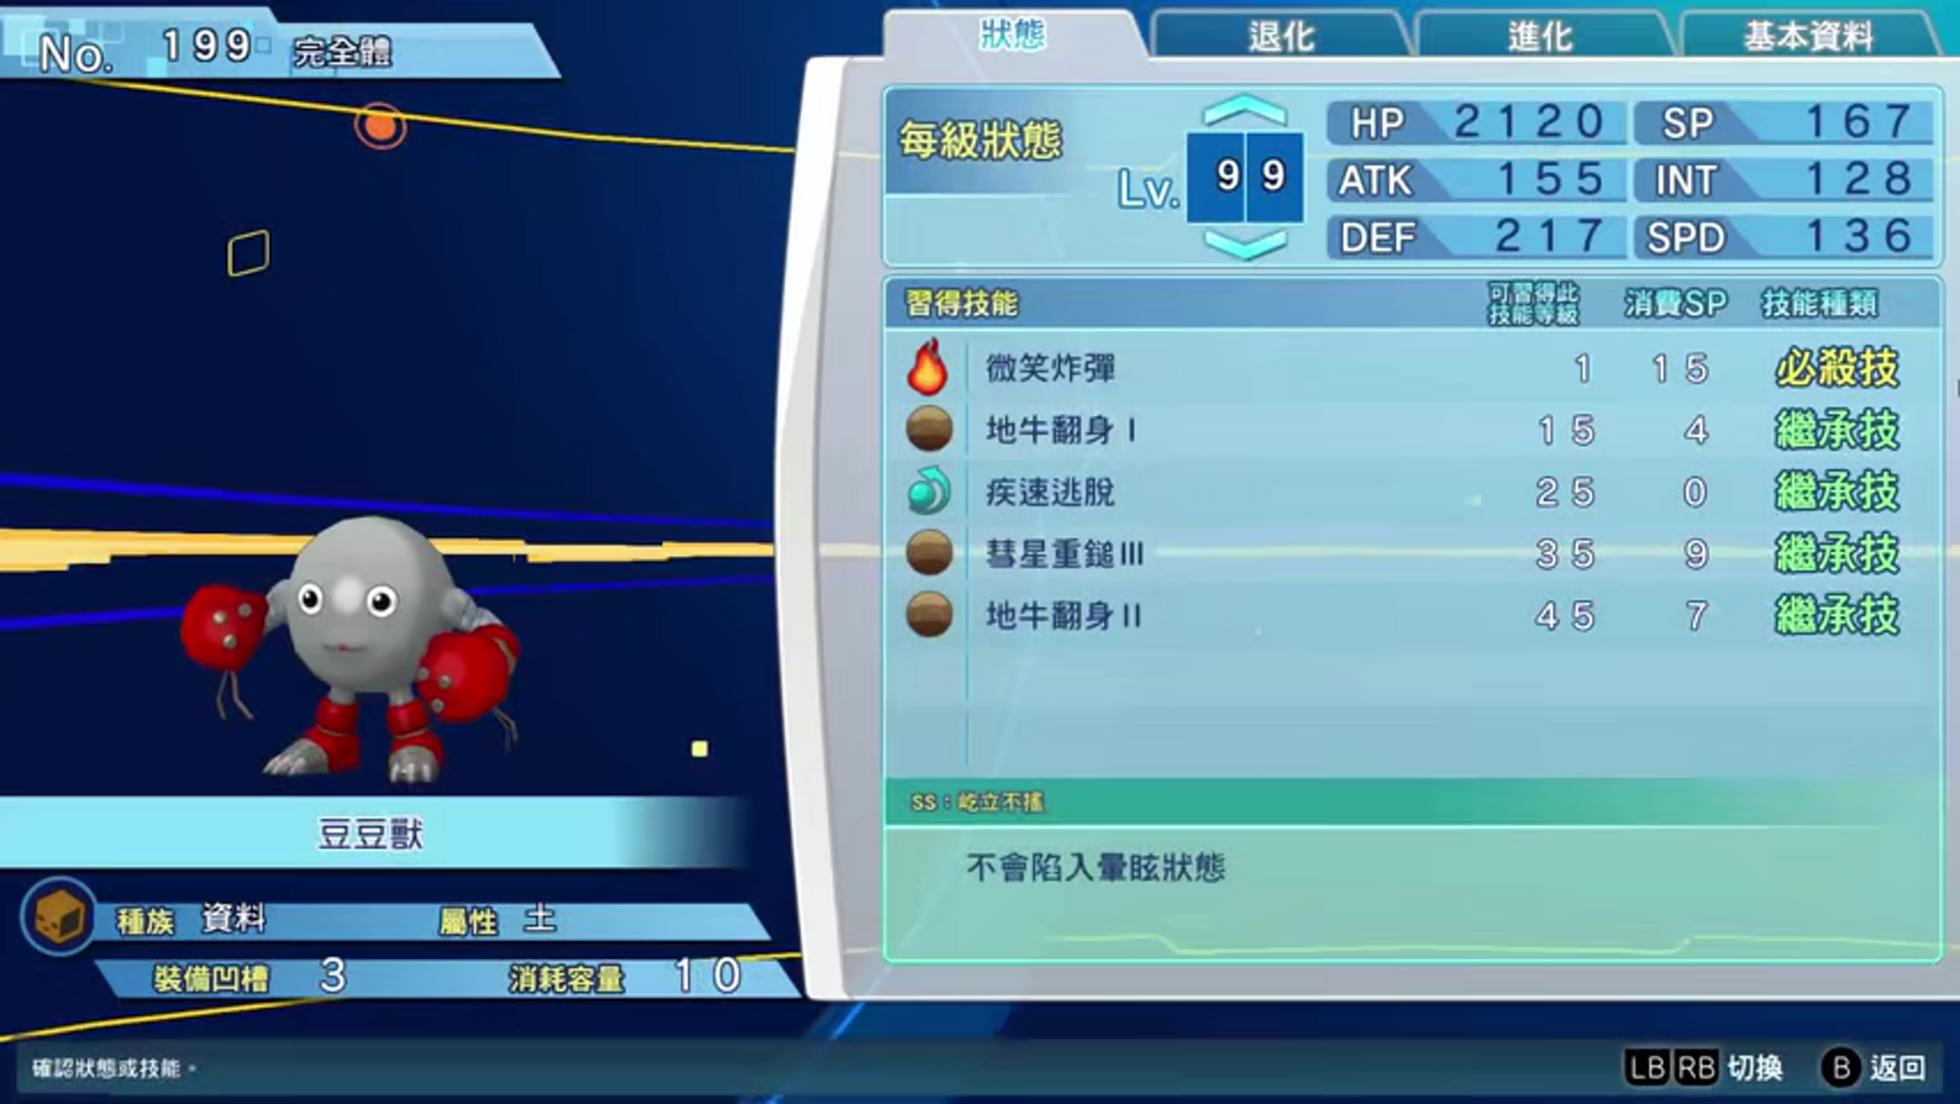 No. 199 完全體
狀態 退化 進化 基本資料
每級狀態
Lv. 99
HP 2120 SP 167
ATK 155 INT 128
DEF 217 SPD 136
習得技能 可習得此技能等級 消費SP 技能種類
微笑炸彈 1 15 必殺技
地牛翻身 I 15 4 繼承技
疾速逃脫 25 0 繼承技
彗星重鎚III 35 9 繼承技
地牛翻身 II 45 7 繼承技
SS：屹立不搖
不會陷入暈眩狀態
豆豆獸
種族 資料 屬性 土
裝備凹槽 3 消耗容量 10
確認狀態或技能。
LB RB 切換 B 返回